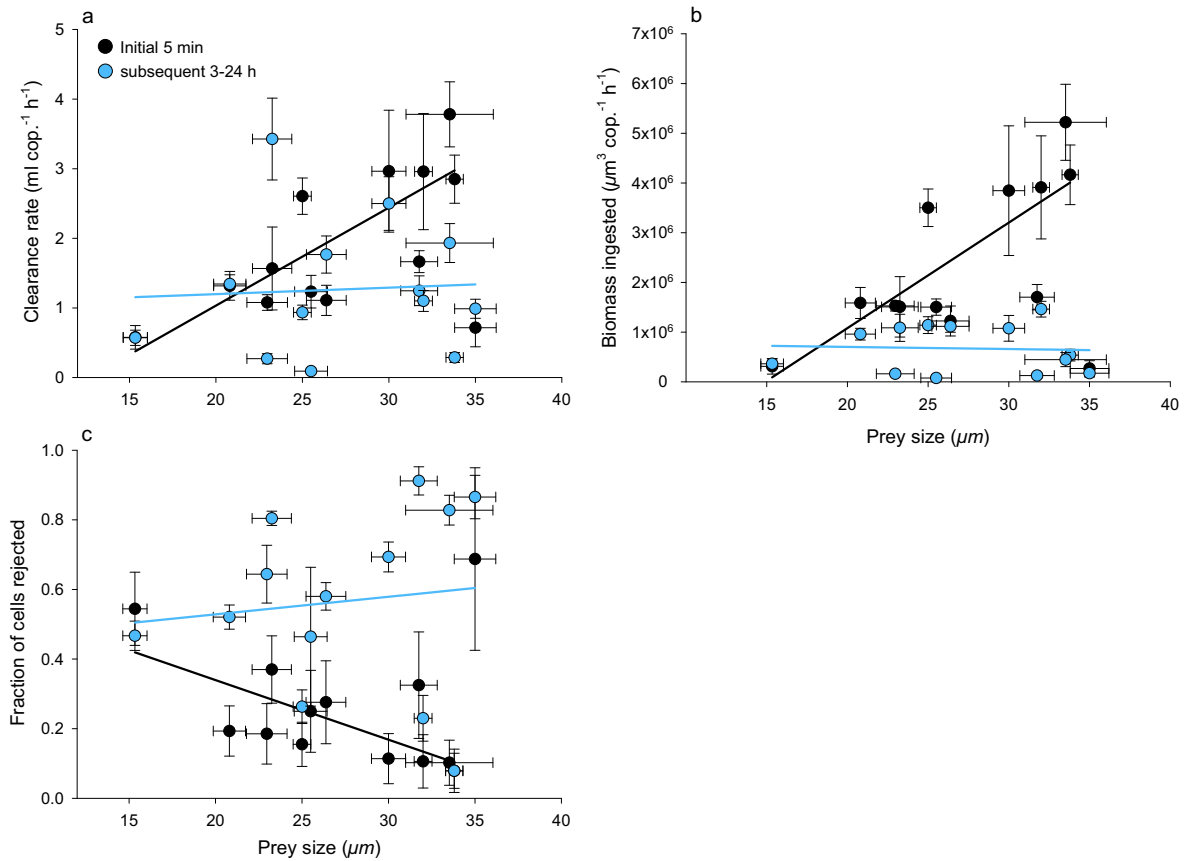 a
Initial 5 min
subsequent 3-24 h
5
4
3
2
1
0
Clearance rate (ml cop.⁻¹ h⁻¹)
15 20 25 30 35 40
b
7x10⁶
6x10⁶
5x10⁶
4x10⁶
3x10⁶
2x10⁶
1x10⁶
0
Biomass ingested (µm³ cop.⁻¹ h⁻¹)
15 20 25 30 35 40
Prey size (µm)
c
1.0
0.8
0.6
0.4
0.2
0.0
Fraction of cells rejected
15 20 25 30 35 40
Prey size (µm)